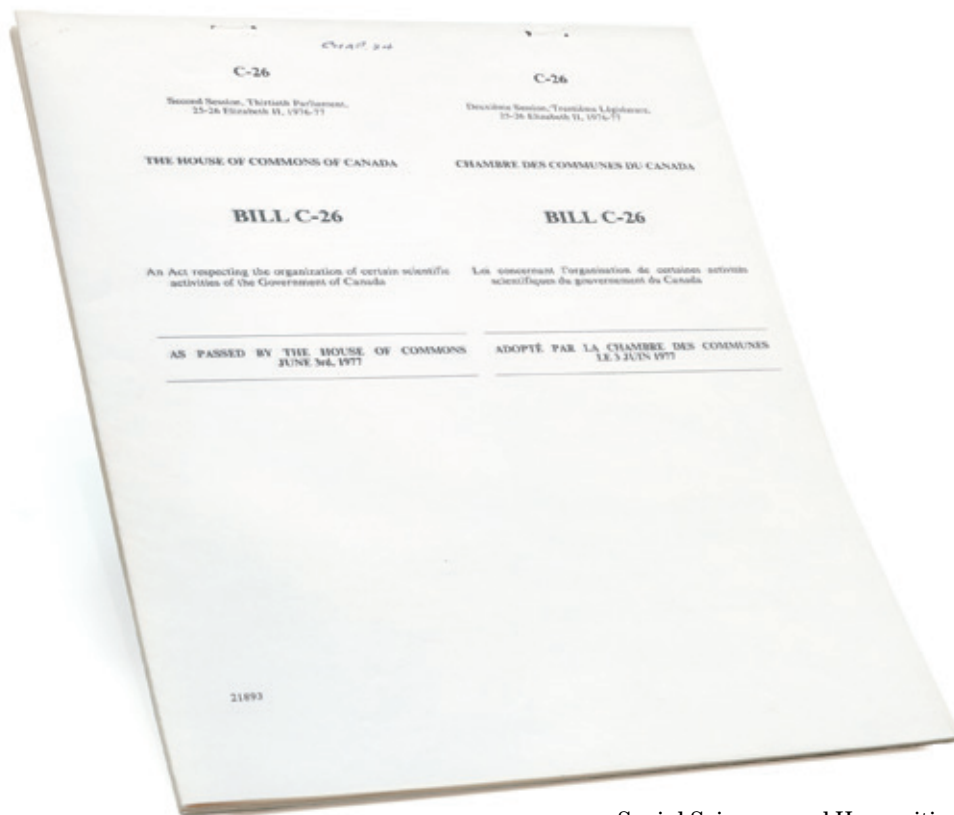 C-26
Second Session, Thirtieth Parliament,
25-26 Elizabeth II, 1976-77
THE HOUSE OF COMMONS OF CANADA
BILL C-26
An Act respecting the organization of certain scientific
activities of the Government of Canada
AS PASSED BY THE HOUSE OF COMMONS
JUNE 3rd, 1977
C-26
Deuxième Session, Trentième Législature,
25-26 Elizabeth II, 1976-77
CHAMBRE DES COMMUNES DU CANADA
BILL C-26
Loi concernant l'organisation de certaines activités
scientifiques du gouvernement du Canada
ADOPTÉ PAR LA CHAMBRE DES COMMUNES
LE 3 JUIN 1977
21893